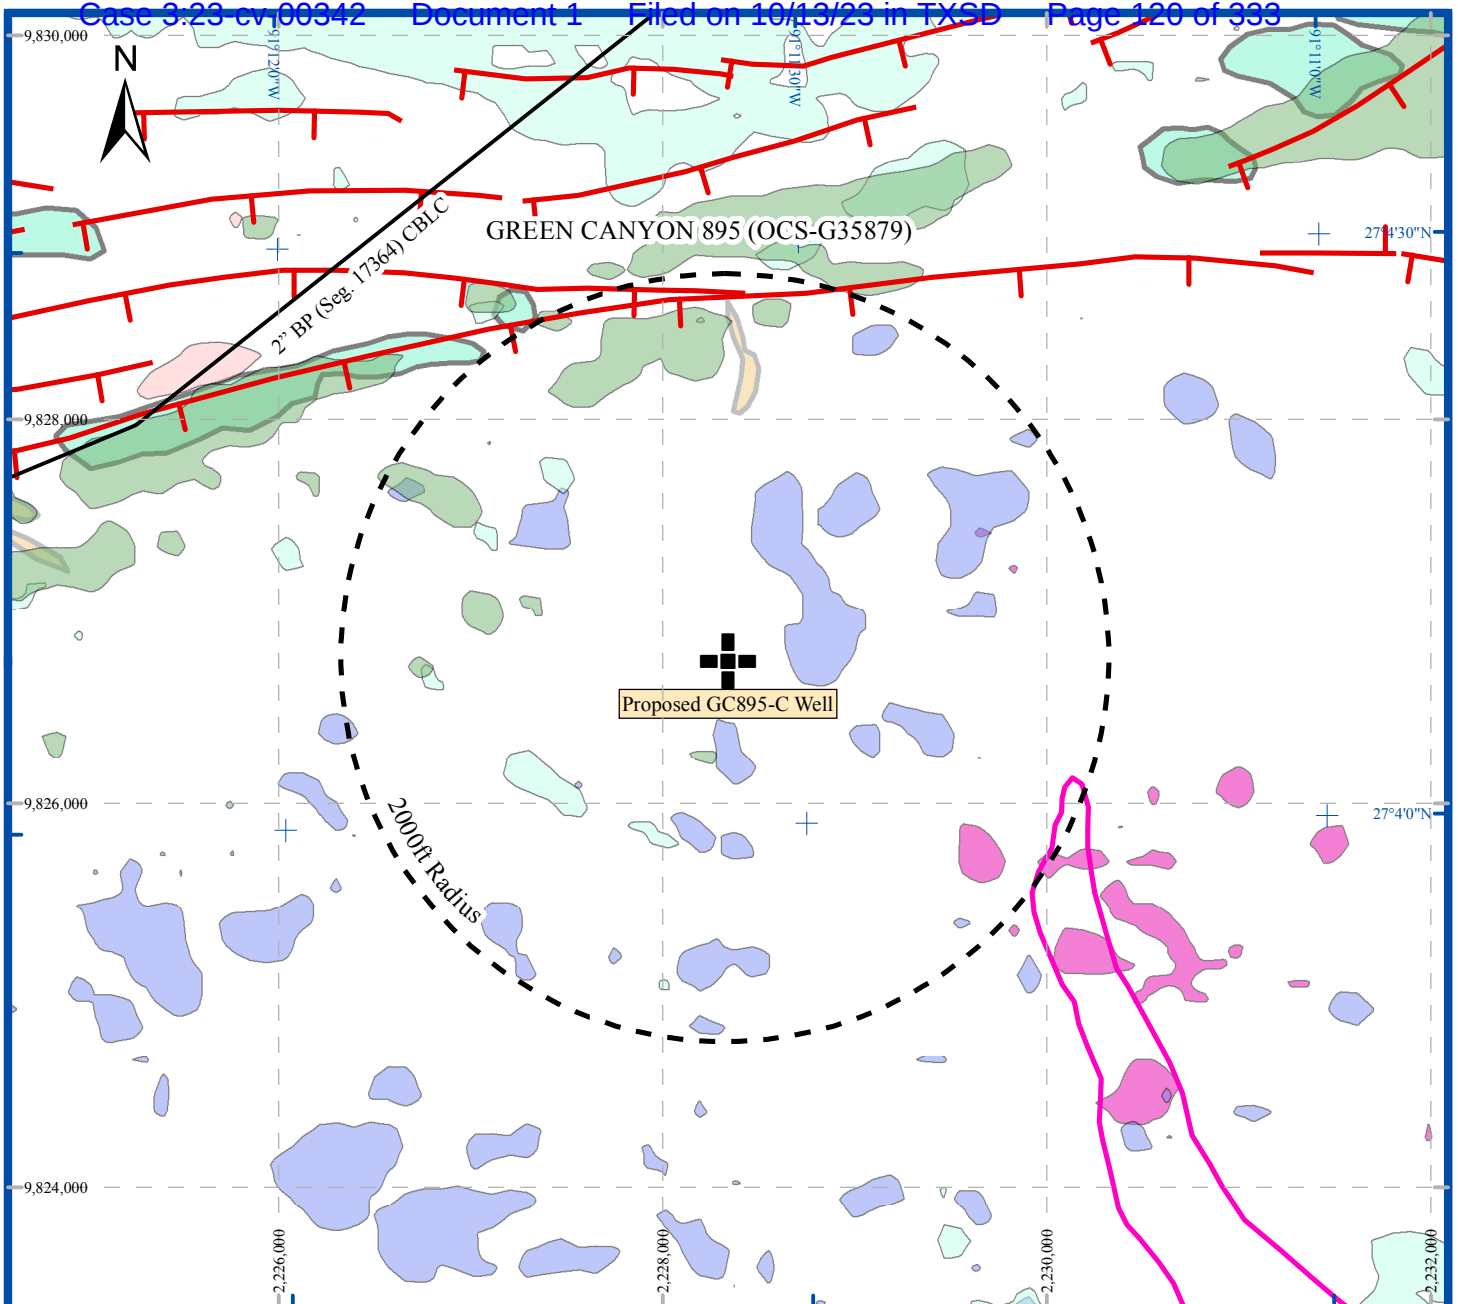 Case 3:23-cv-00342 Document 1 Filed on 10/13/23 in TXSD Page 120 of 333
9,830,000
N
91°12'0"W
91°11'30"W
91°11'0"W
GREEN CANYON 895 (OCS-G35879)
27°4'30"N
2” BP (Seg. 17364) CBLC
9,828,000
Proposed GC895-C Well
9,826,000
27°4'0"N
2000ft Radius
9,824,000
2,226,000
2,228,000
2,230,000
2,232,000